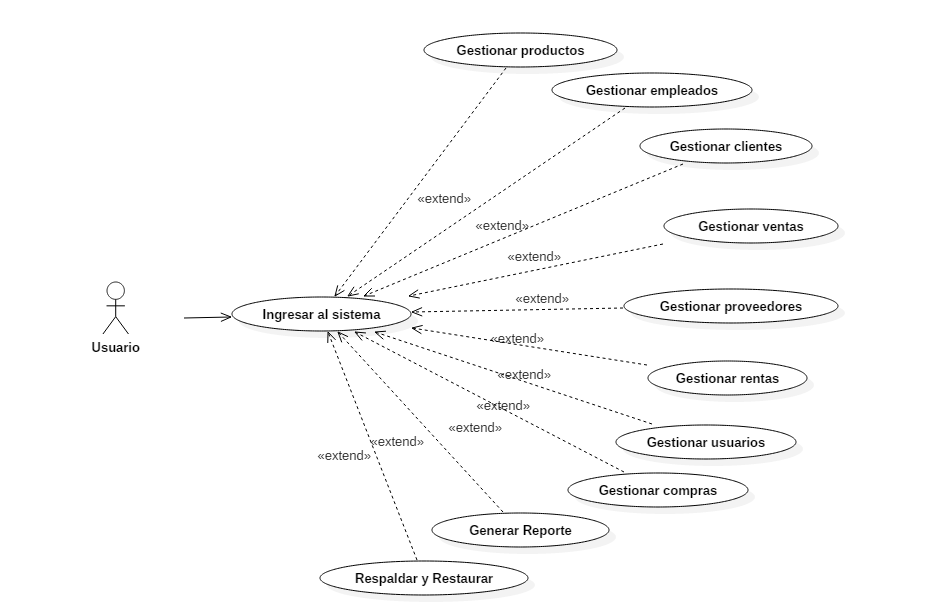 Gestionar productos
Gestionar empleados
Gestionar clientes
«extend»
Gestionar ventas
«extend»
«extend»
«extend»
Gestionar proveedores
Ingresar al sistema
Usuario
«extend»
«extend»
Gestionar rentas
«extend»
«extend»
Gestionar usuarios
«extend»
«extend»
Gestionar compras
Generar Reporte
Respaldar y Restaurar